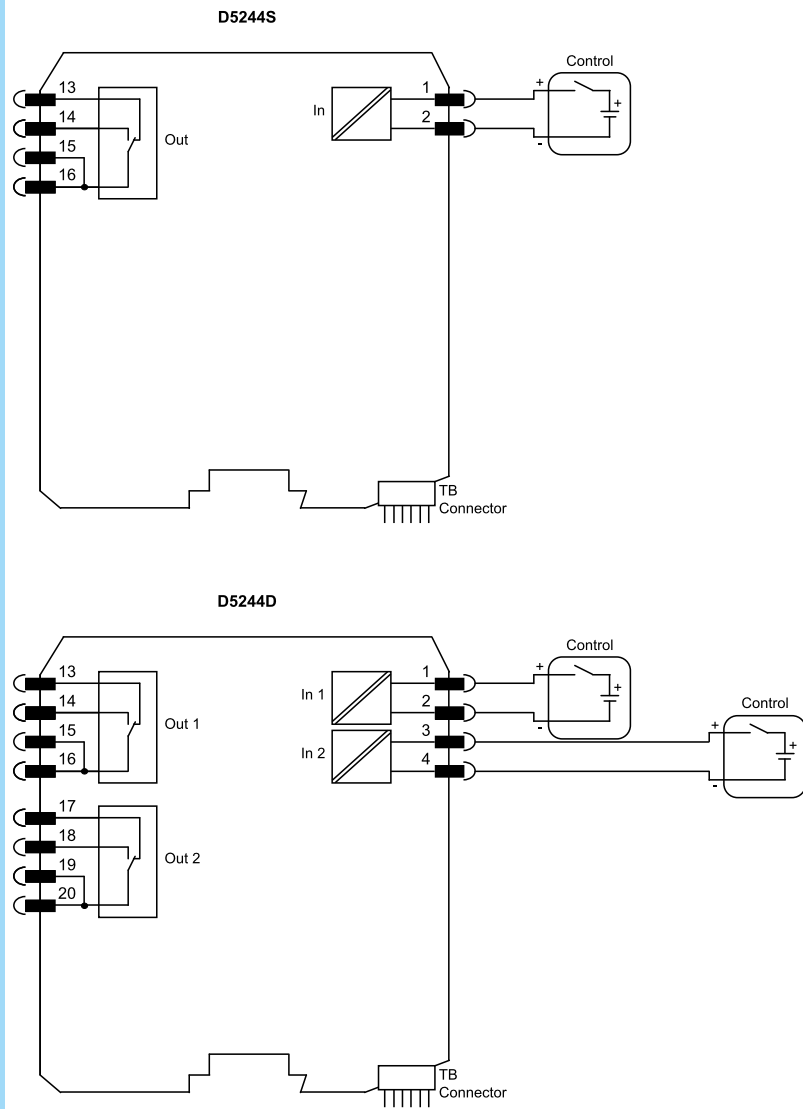 D5244S
Control
13
14
15
16
Out
In
1
2
+
-
+
TB
Connector
D5244D
Control
13
14
15
16
Out 1
In 1
1
2
+
-
+
In 2
3
4
Control
+
-
+
17
18
19
20
Out 2
TB
Connector